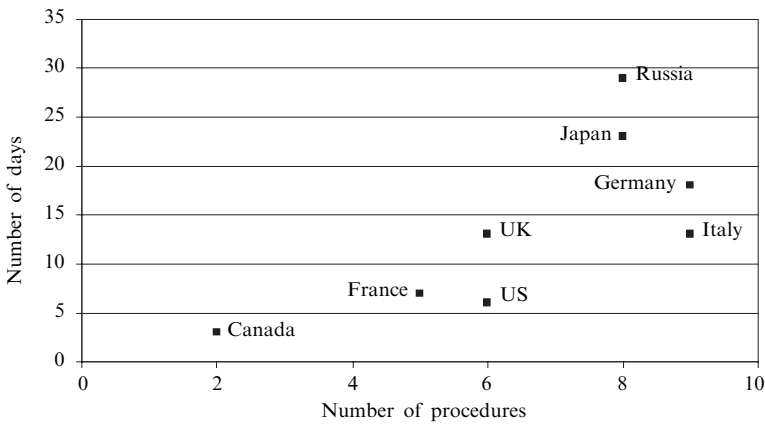 35
30
25
20
15
10
5
0
Number of days
Russia
Japan
Germany
UK
Italy
France
US
Canada
0 2 4 6 8 10
Number of procedures